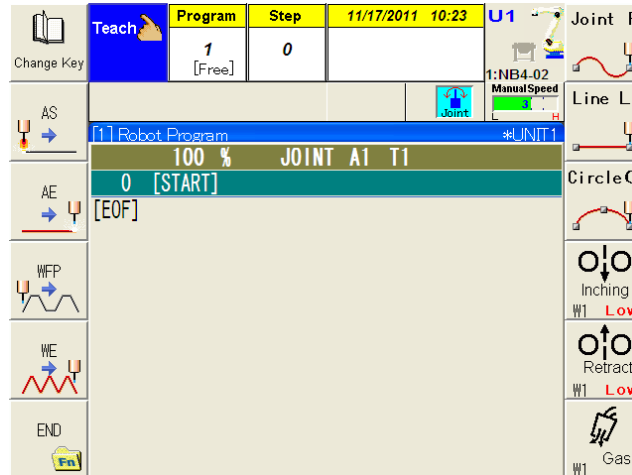 Change Key
Teach
Program
1
[Free]
Step
0
11/17/2011 10:23
U1
1:NB4-02
Joint
Manual Speed
3
L H
Joint
Line L
Circle
Inching
W1 Low
Retract
W1 Low
Gas
W1
AS
AE
WFP
WE
END
Fn
[1] Robot Program *UNIT1
100 % JOINT A1 T1
0 [START]
[EOF]